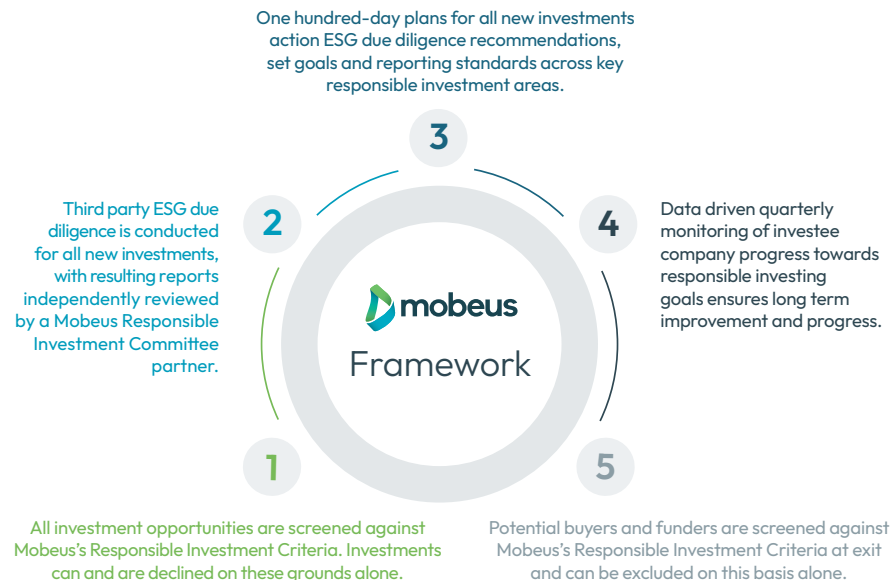 One hundred-day plans for all new investments
action ESG due diligence recommendations,
set goals and reporting standards across key
responsible investment areas.
3
2
Third party ESG due
diligence is conducted
for all new investments,
with resulting reports
independently reviewed
by a Mobeus Responsible
Investment Committee
partner.
4
Data driven quarterly
monitoring of investee
company progress towards
responsible investing
goals ensures long term
improvement and progress.
mobeus
Framework
1
All investment opportunities are screened against
Mobeus’s Responsible Investment Criteria. Investments
can and are declined on these grounds alone.
5
Potential buyers and funders are screened against
Mobeus’s Responsible Investment Criteria at exit
and can be excluded on this basis alone.